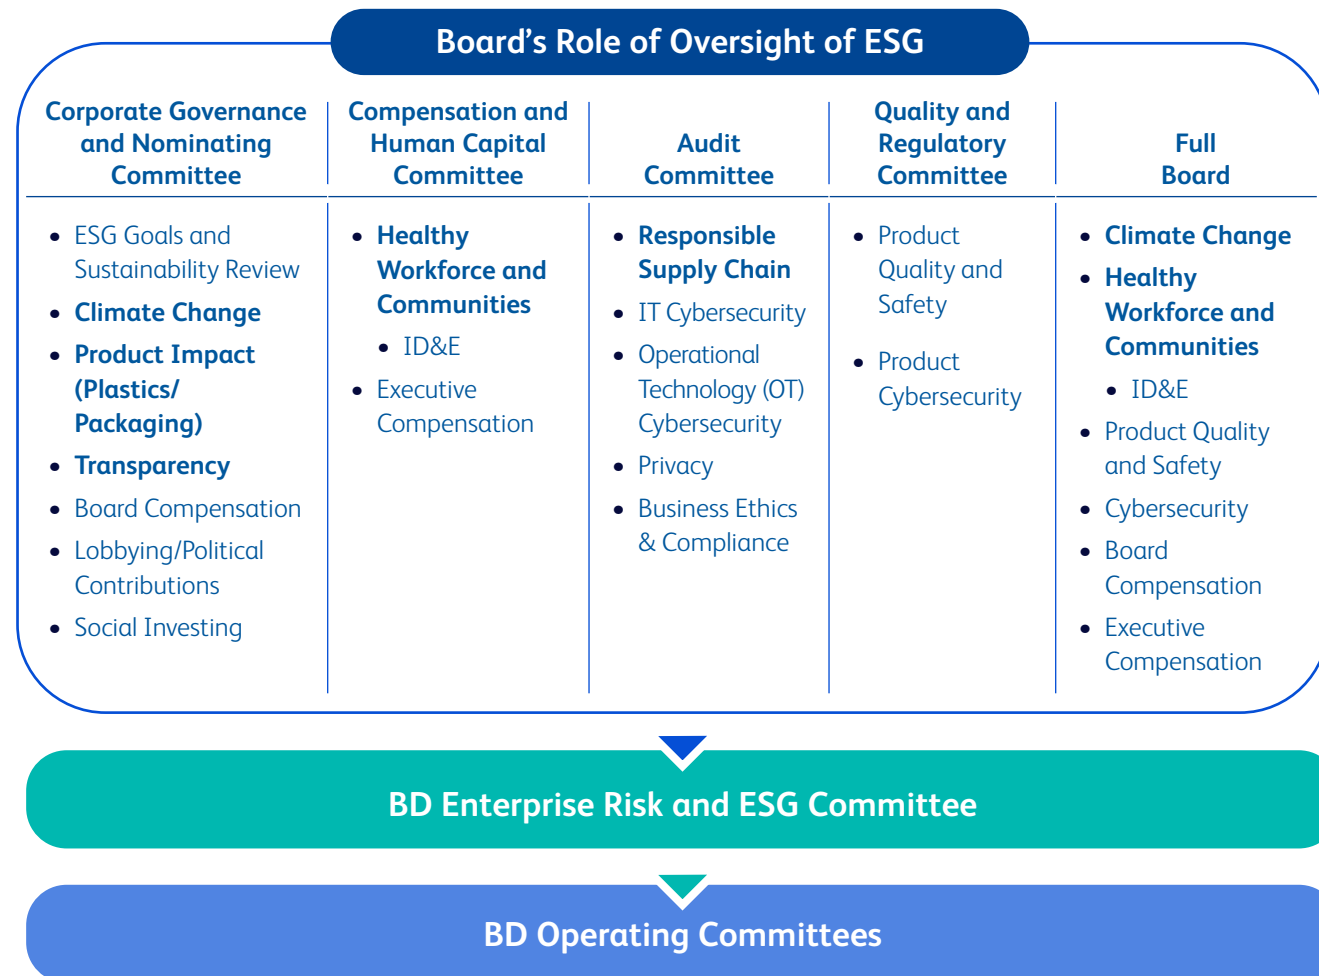 Board’s Role of Oversight of ESG
Corporate Governance
and Nominating
Committee
• ESG Goals and
Sustainability Review
• Climate Change
• Product Impact
(Plastics/
Packaging)
• Transparency
• Board Compensation
• Lobbying/Political
Contributions
• Social Investing
Compensation and
Human Capital
Committee
• Healthy
Workforce and
Communities
• ID&E
• Executive
Compensation
Audit
Committee
• Responsible
Supply Chain
• IT Cybersecurity
• Operational
Technology (OT)
Cybersecurity
• Privacy
• Business Ethics
& Compliance
Quality and
Regulatory
Committee
• Product
Quality and
Safety
• Product
Cybersecurity
Full
Board
• Climate Change
• Healthy
Workforce and
Communities
• ID&E
• Product Quality
and Safety
• Cybersecurity
• Board
Compensation
• Executive
Compensation
BD Enterprise Risk and ESG Committee
BD Operating Committees